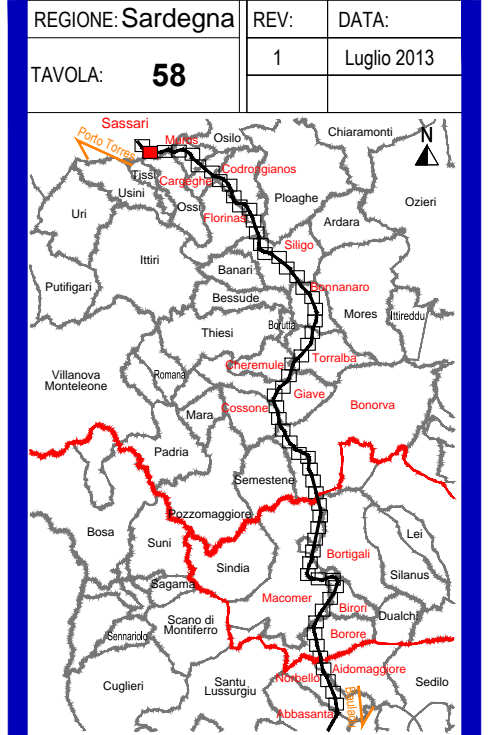 REGIONE: Sardegna
REV:
DATA:
TAVOLA: 58
1
Luglio 2013
Sassari
Porto Torres
Muros
Osilo
Chiaramonti
N
Tissi
Cargeghe
Codrongianos
Usini
Ossi
Ploaghe
Ozieri
Uri
Florinas
Ardara
Siligo
Ittiri
Banari
Putifigari
Bessude
Bonnanaro
Thiesi
Borutta
Mores
Ittireddu
Cheremule
Torralba
Villanova
Monteleone
Romana
Giave
Cossone
Bonorva
Mara
Padria
Semestene
Pozzomaggiore
Bosa
Suni
Sindia
Bortigali
Lei
Silanus
Sagama
Macomer
Birori
Dualchi
Scano di
Montiferro
Sennariolo
Borore
Aidomaggiore
Norbello
Cuglieri
Santu
Lussurgiu
Sedilo
Abbasanta